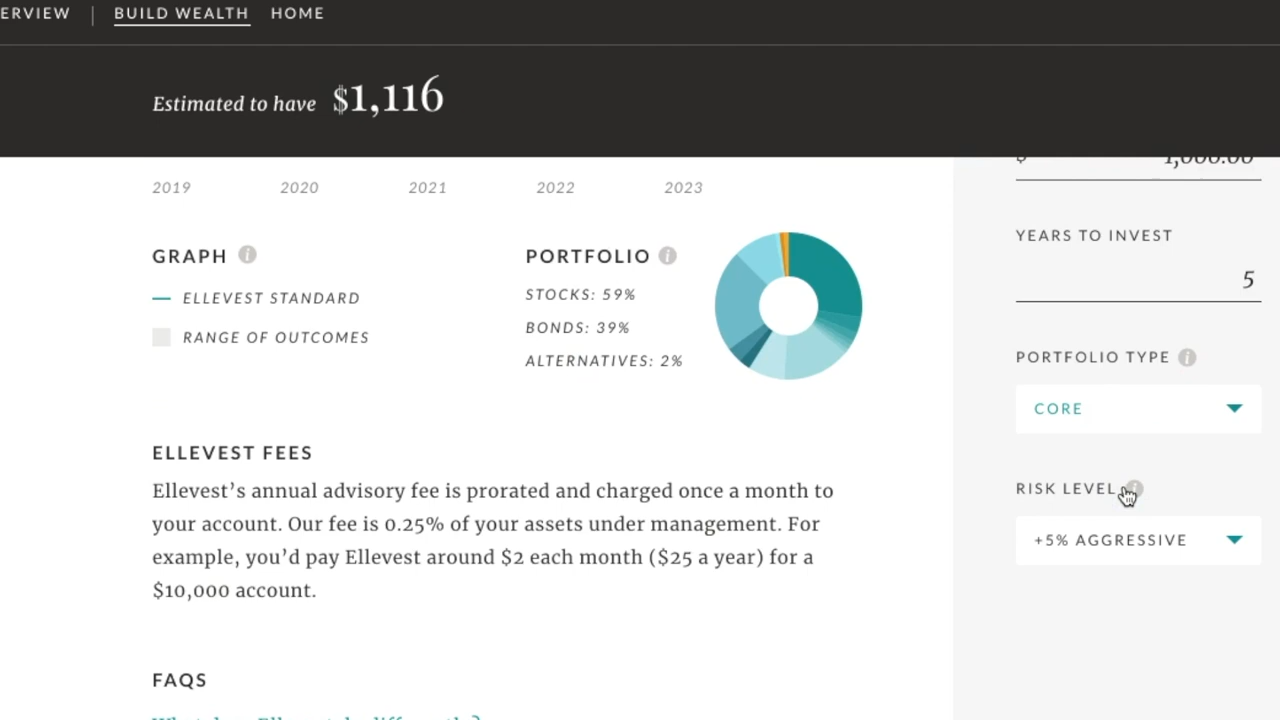 ERVIEW | BUILD WEALTH HOME
Estimated to have $1,116
$ 1,000.00
2019 2020 2021 2022 2023
YEARS TO INVEST
5
GRAPH i
ELLEVEST STANDARD
RANGE OF OUTCOMES
PORTFOLIO i
STOCKS: 59%
BONDS: 39%
ALTERNATIVES: 2%
PORTFOLIO TYPE i
CORE
RISK LEVEL
+5% AGGRESSIVE
ELLEVEST FEES
Ellevest’s annual advisory fee is prorated and charged once a month to
your account. Our fee is 0.25% of your assets under management. For
example, you’d pay Ellevest around $2 each month ($25 a year) for a
$10,000 account.
FAQS